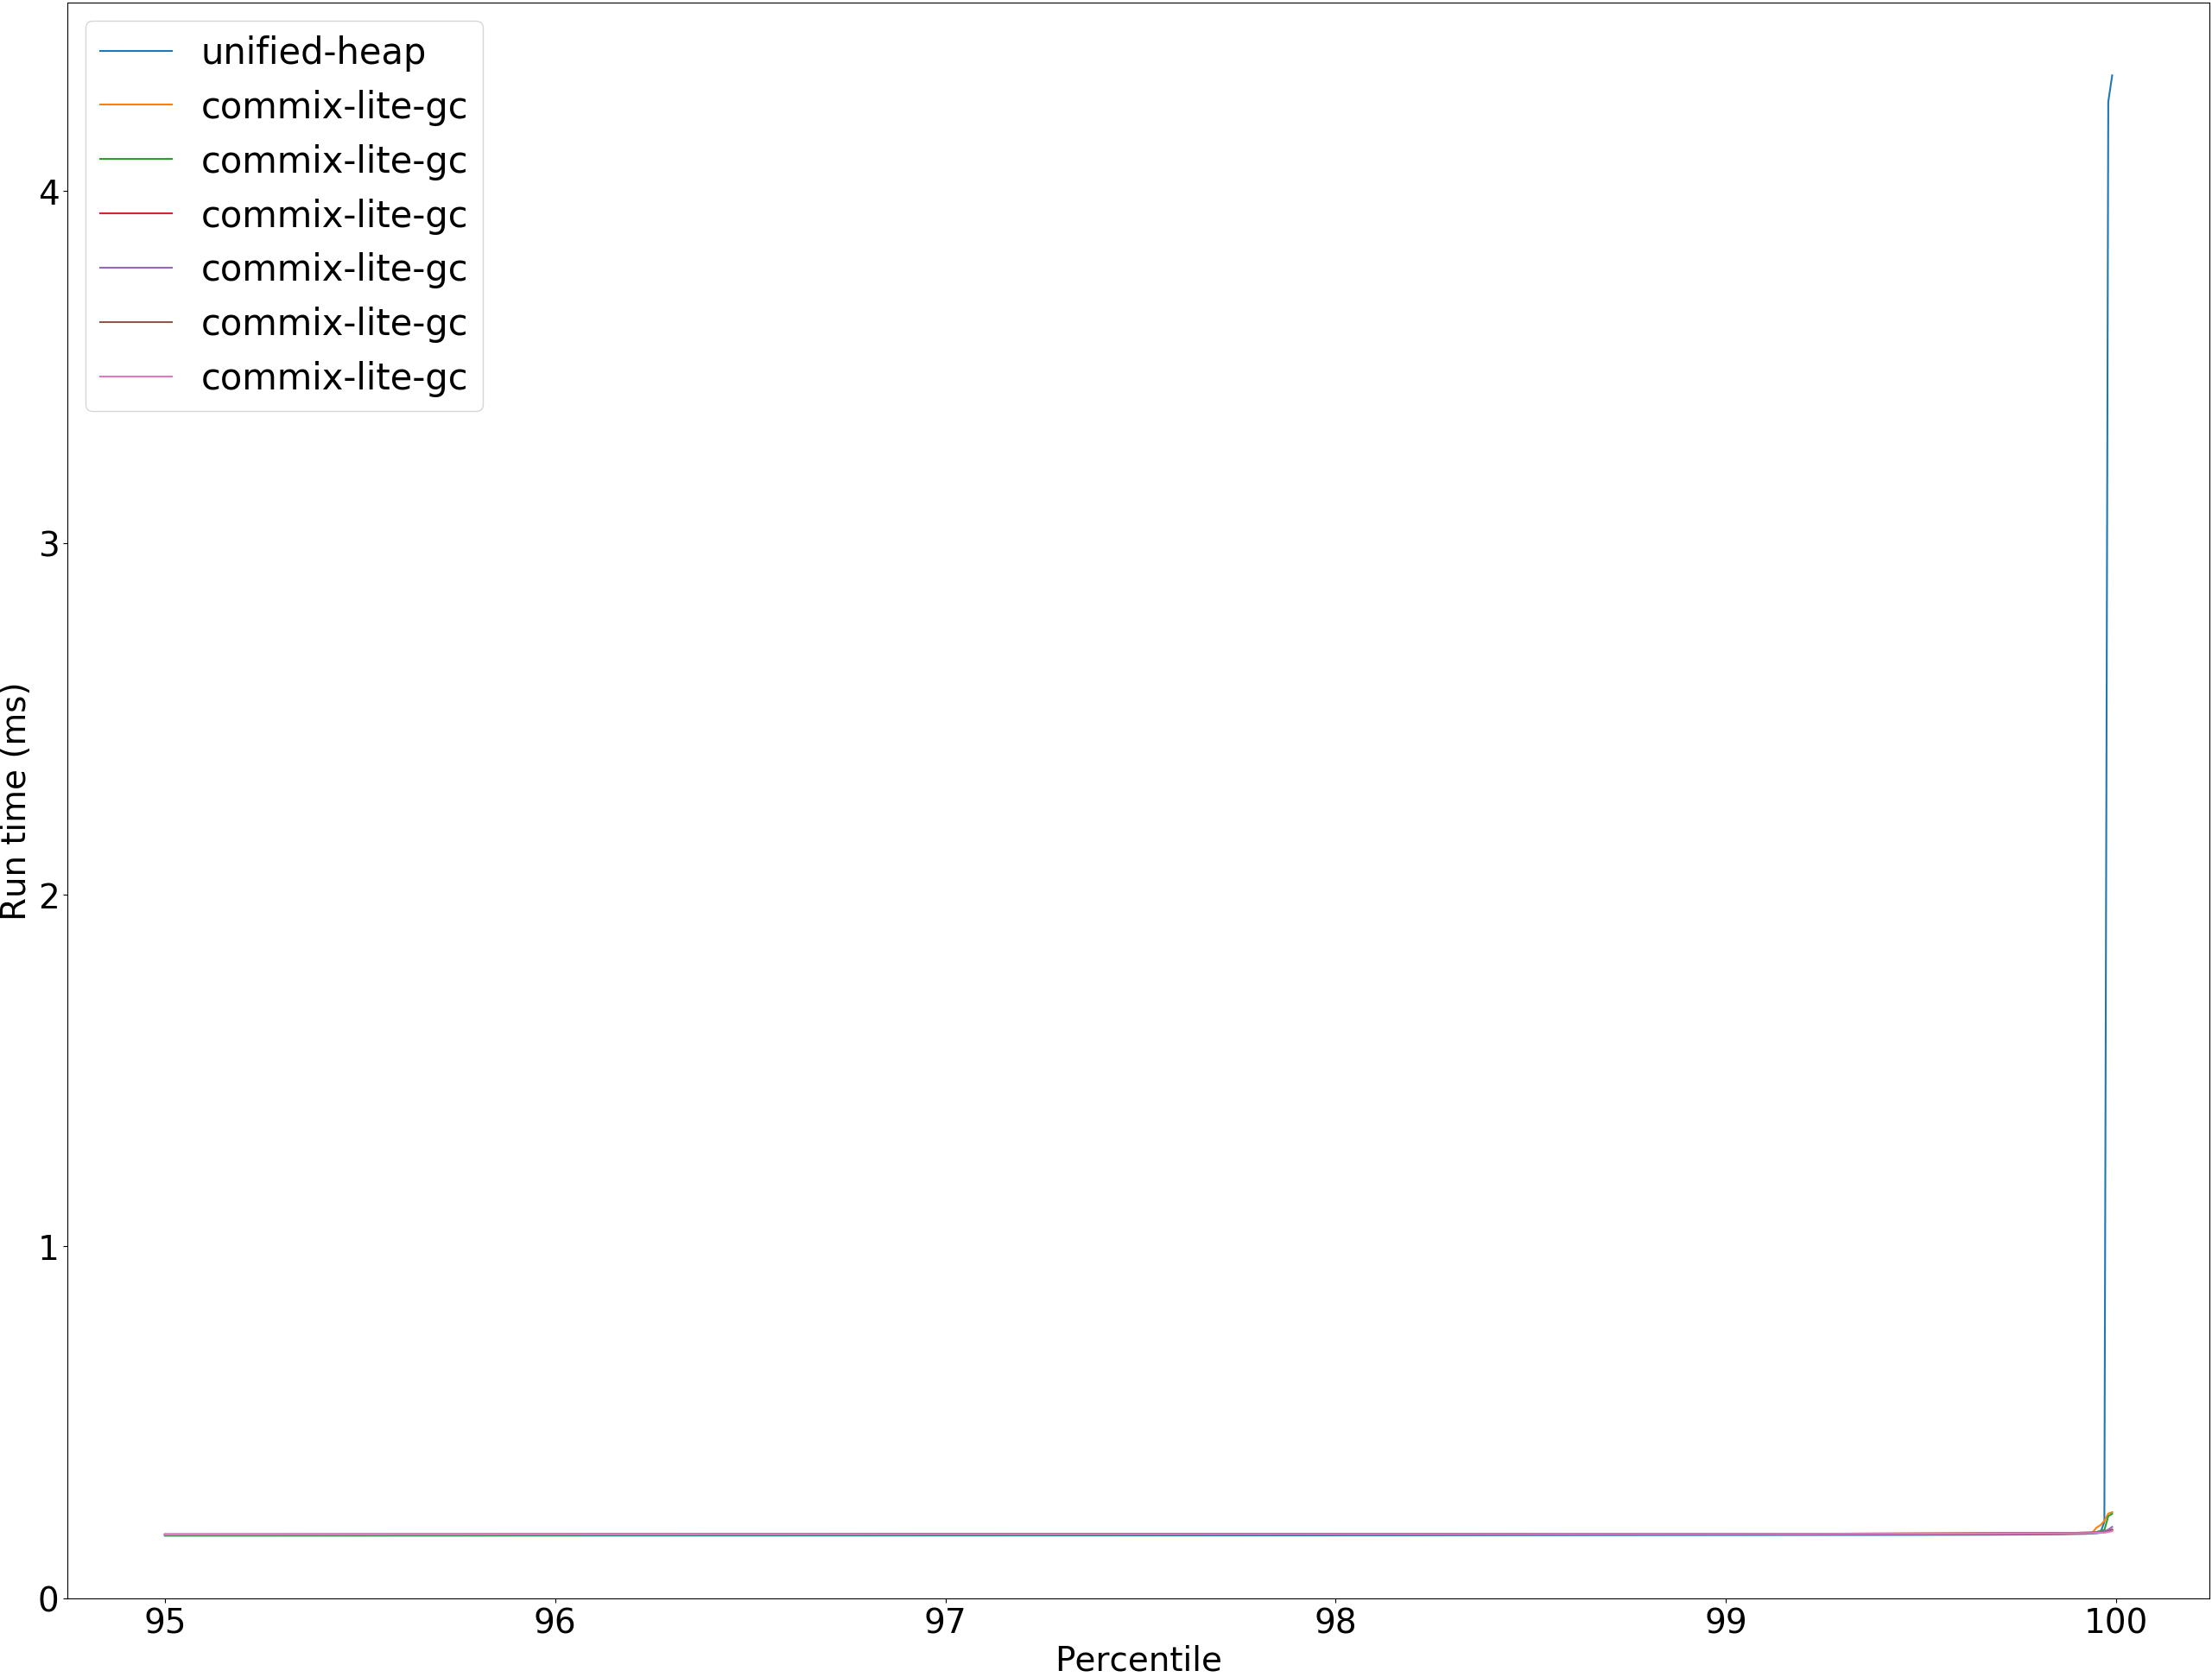 unified-heap
commix-lite-gc
commix-lite-gc
commix-lite-gc
commix-lite-gc
commix-lite-gc
commix-lite-gc
4
3
2
1
0
Run time (ms)
95 96 97 98 99 100
Percentile